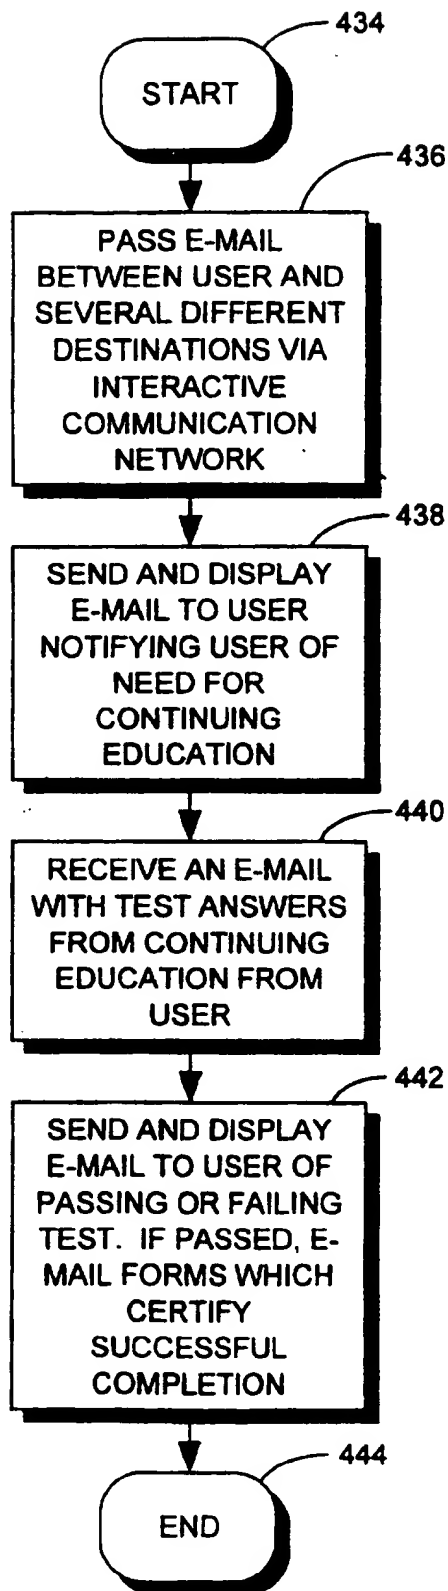 434
START
436
PASS E-MAIL
BETWEEN USER AND
SEVERAL DIFFERENT
DESTINATIONS VIA
INTERACTIVE
COMMUNICATION
NETWORK
438
SEND AND DISPLAY
E-MAIL TO USER
NOTIFYING USER OF
NEED FOR
CONTINUING
EDUCATION
440
RECEIVE AN E-MAIL
WITH TEST ANSWERS
FROM CONTINUING
EDUCATION FROM
USER
442
SEND AND DISPLAY
E-MAIL TO USER OF
PASSING OR FAILING
TEST. IF PASSED, E-
MAIL FORMS WHICH
CERTIFY
SUCCESSFUL
COMPLETION
444
END